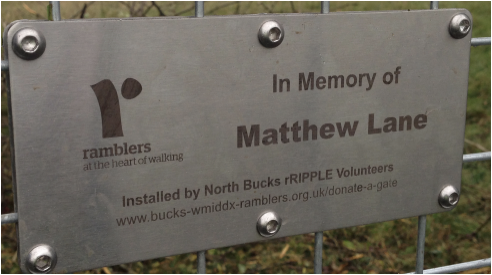 In Memory of
Matthew Lane
r
ramblers
at the heart of walking
Installed by North Bucks rRIPPLE Volunteers
www.bucks-wmiddx-ramblers.org.uk/donate-a-gate